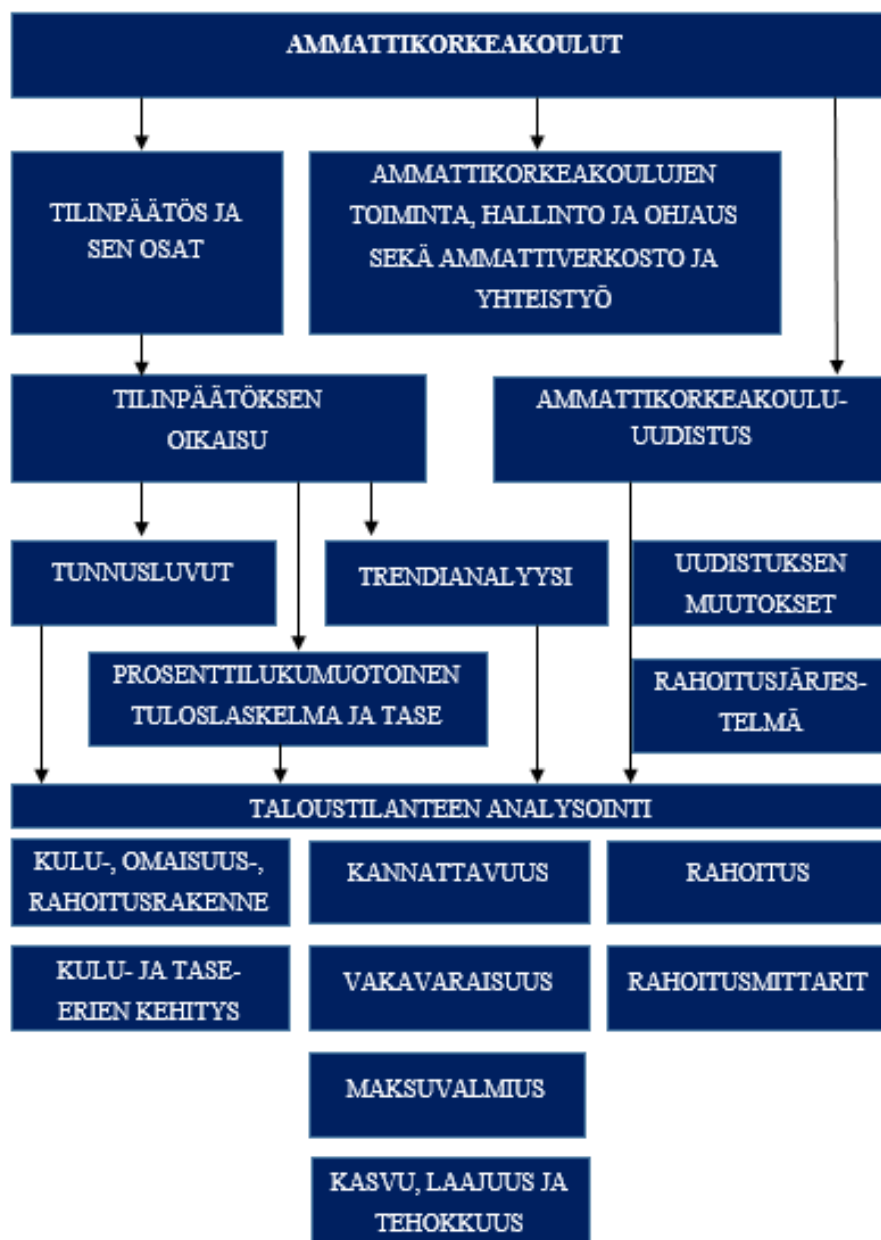 AMMATTIKORKEAKOULUT
TILINPÄÄTÖS JA
SEN OSAT
AMMATTIKORKEAKOULUJEN
TOIMINTA, HALLINTO JA OHJAUS
SEKÄ AMMATTIVERKOSTO JA
YHTEISTYÖ
TILINPÄÄTÖKSEN
OIKAISU
AMMATTIKORKEAKOULU-
UUDISTUS
TUNNUSLUVUT
TRENDIANALYYSI
UUDISTUKSEN
MUUTOKSET
PROSENTTILUKUMUOTOINEN
TULOSLASKELMA JA TASE
RAHOITUSJÄRJES-
TELMÄ
TALOUSTILANTEEN ANALYSOINTI
KULU-, OMAISUUS-,
RAHOITUSRAKENNE
KANNATTAVUUS
RAHOITUS
KULU- JA TASE-
ERIEN KEHITYS
VAKAVARAISUUS
RAHOITUSMITTARIT
MAKSUVALMIUS
KASVU, LAAJUUS JA
TEHOKKUUS